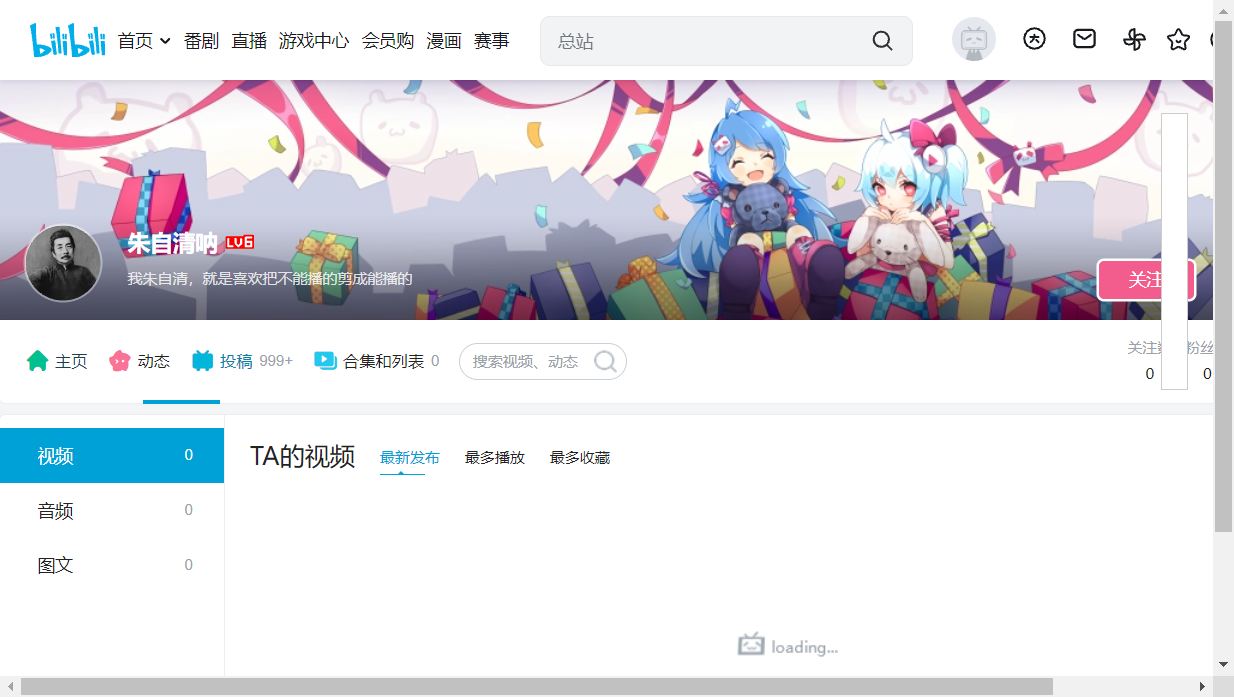 bilibili 首页 番剧 直播 游戏中心 会员购 漫画 赛事 总站
朱自清呐 LV6
我朱自清，就是喜欢把不能播的剪成能播的
关注
主页 动态 投稿 999+ 合集和列表 0 搜索视频、动态
关注数 粉丝
0 0
视频 0
音频 0
图文 0
TA的视频 最新发布 最多播放 最多收藏
loading...